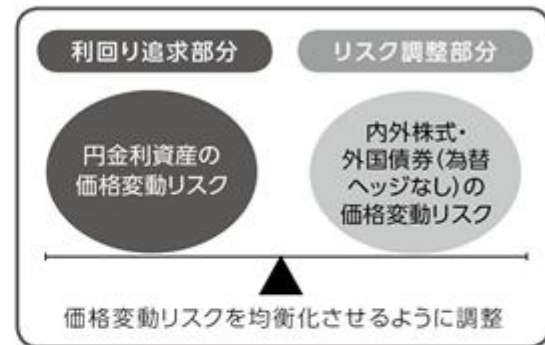 利回り追求部分
リスク調整部分
円金利資産の
価格変動リスク
内外株式・
外国債券(為替
ヘッジなし)の
価格変動リスク
価格変動リスクを均衡化させるように調整